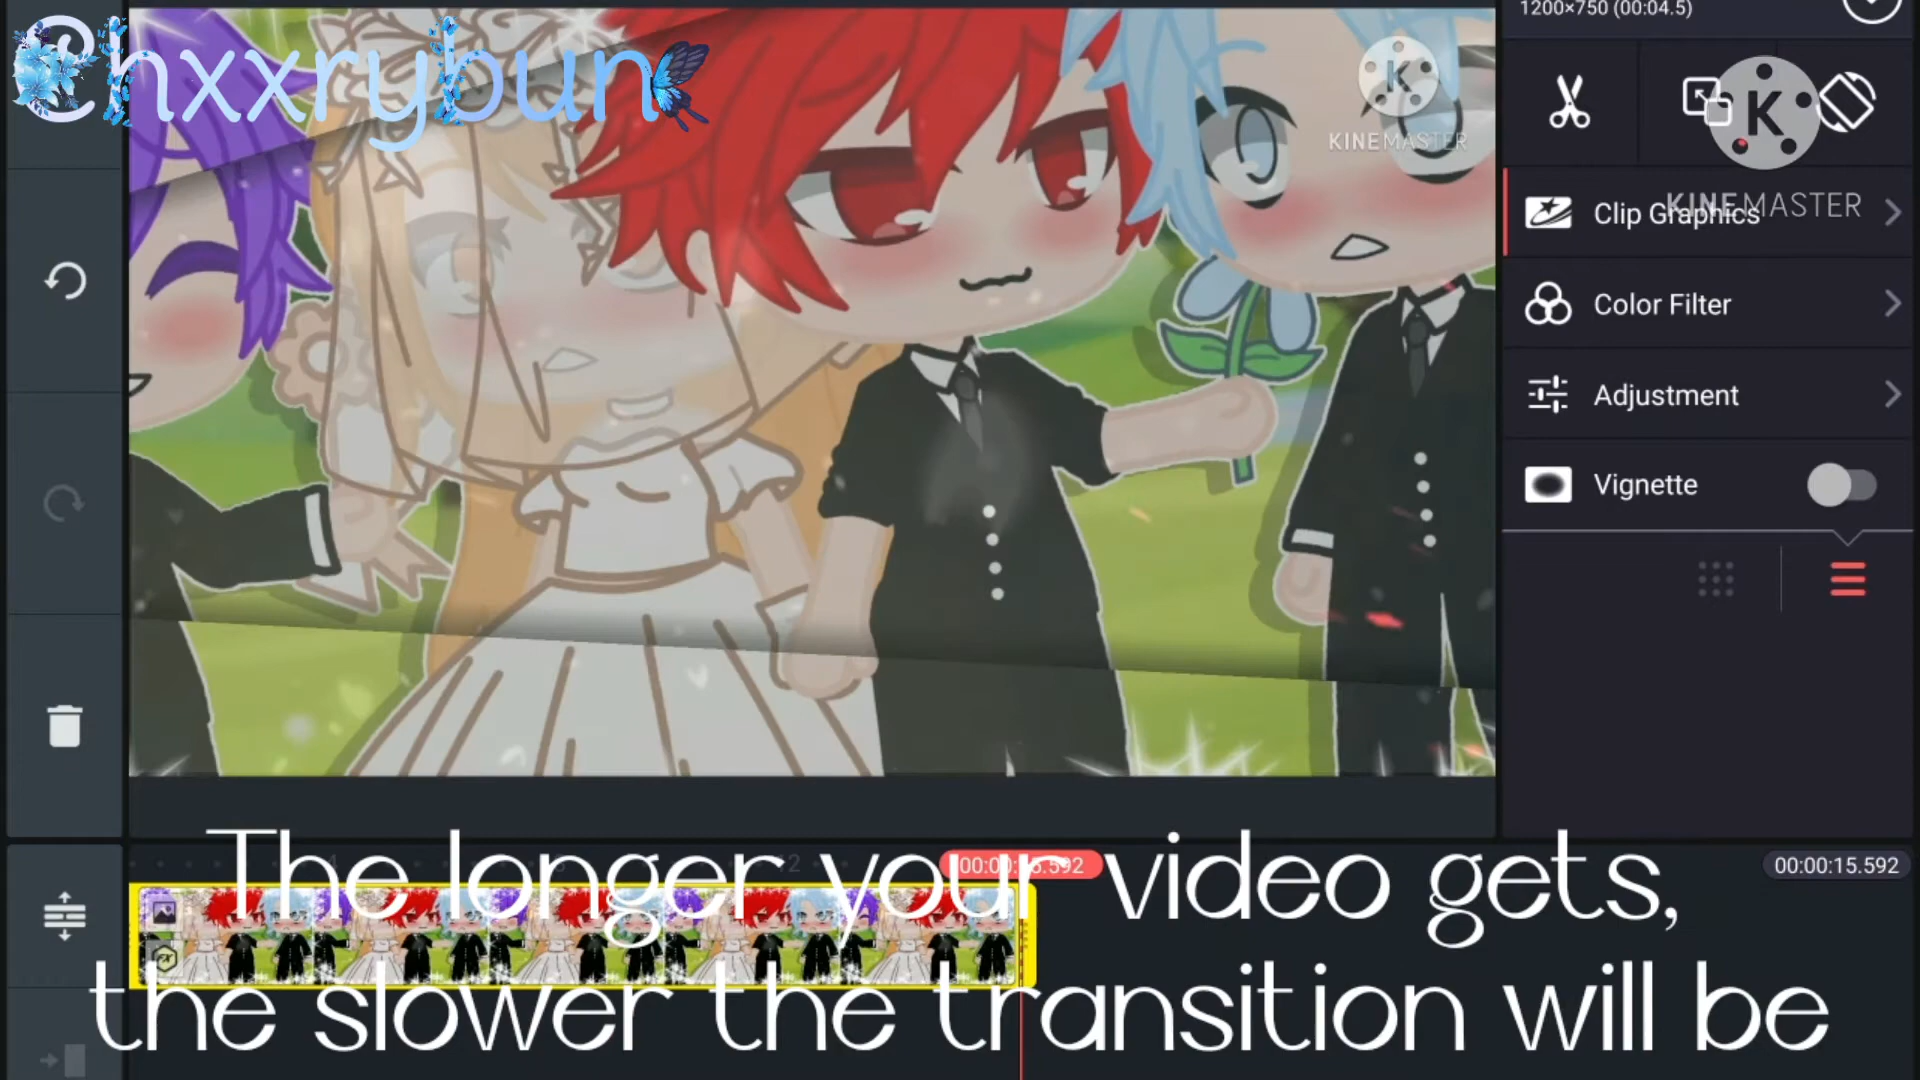 Chxxrybun
1200×750 (00:04.5)
K
KINEMASTER
K
KINEMASTER
Clip Graphics
Color Filter
Adjustment
Vignette
The longer your video gets,
00:00:15.592
the slower the transition will be